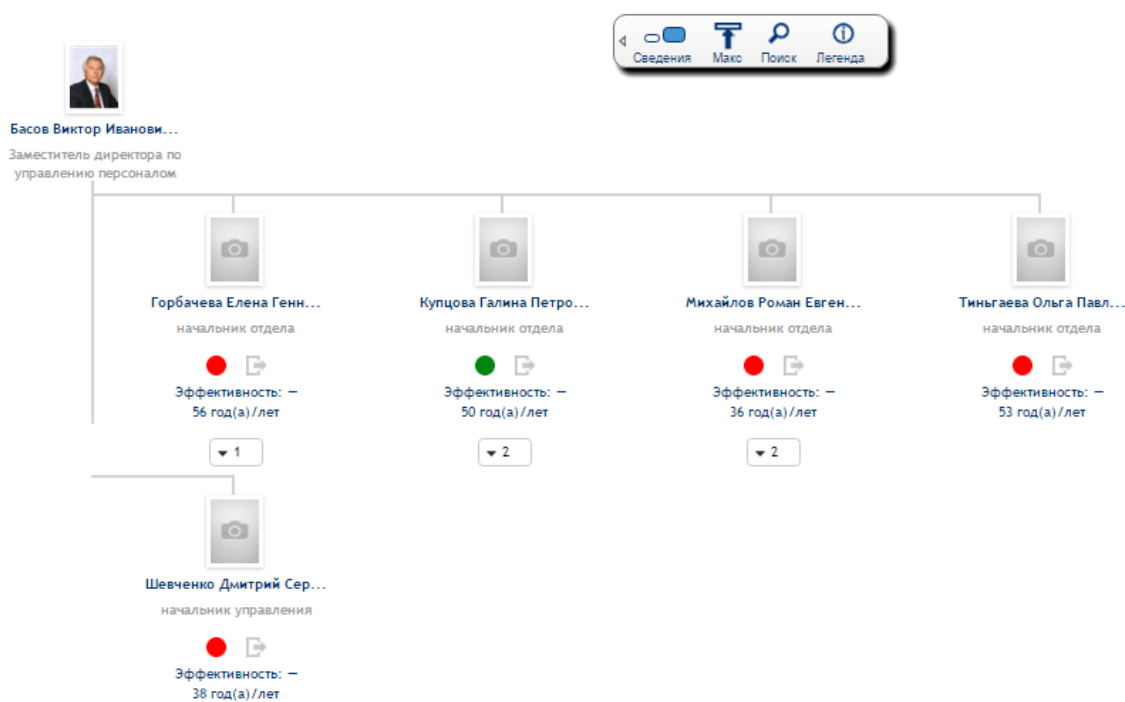 Сведения Макс Поиск Легенда
Басов Виктор Иванови...
Заместитель директора по
управлению персоналом
Горбачева Елена Генн...
начальник отдела
Эффективность: —
56 год(а)/лет
1
Купцова Галина Петро...
начальник отдела
Эффективность: —
50 год(а)/лет
2
Михайлов Роман Евген...
начальник отдела
Эффективность: —
36 год(а)/лет
2
Тиньгаева Ольга Павл...
начальник отдела
Эффективность: —
53 год(а)/лет
Шевченко Дмитрий Сер...
начальник управления
Эффективность: —
38 год(а)/лет